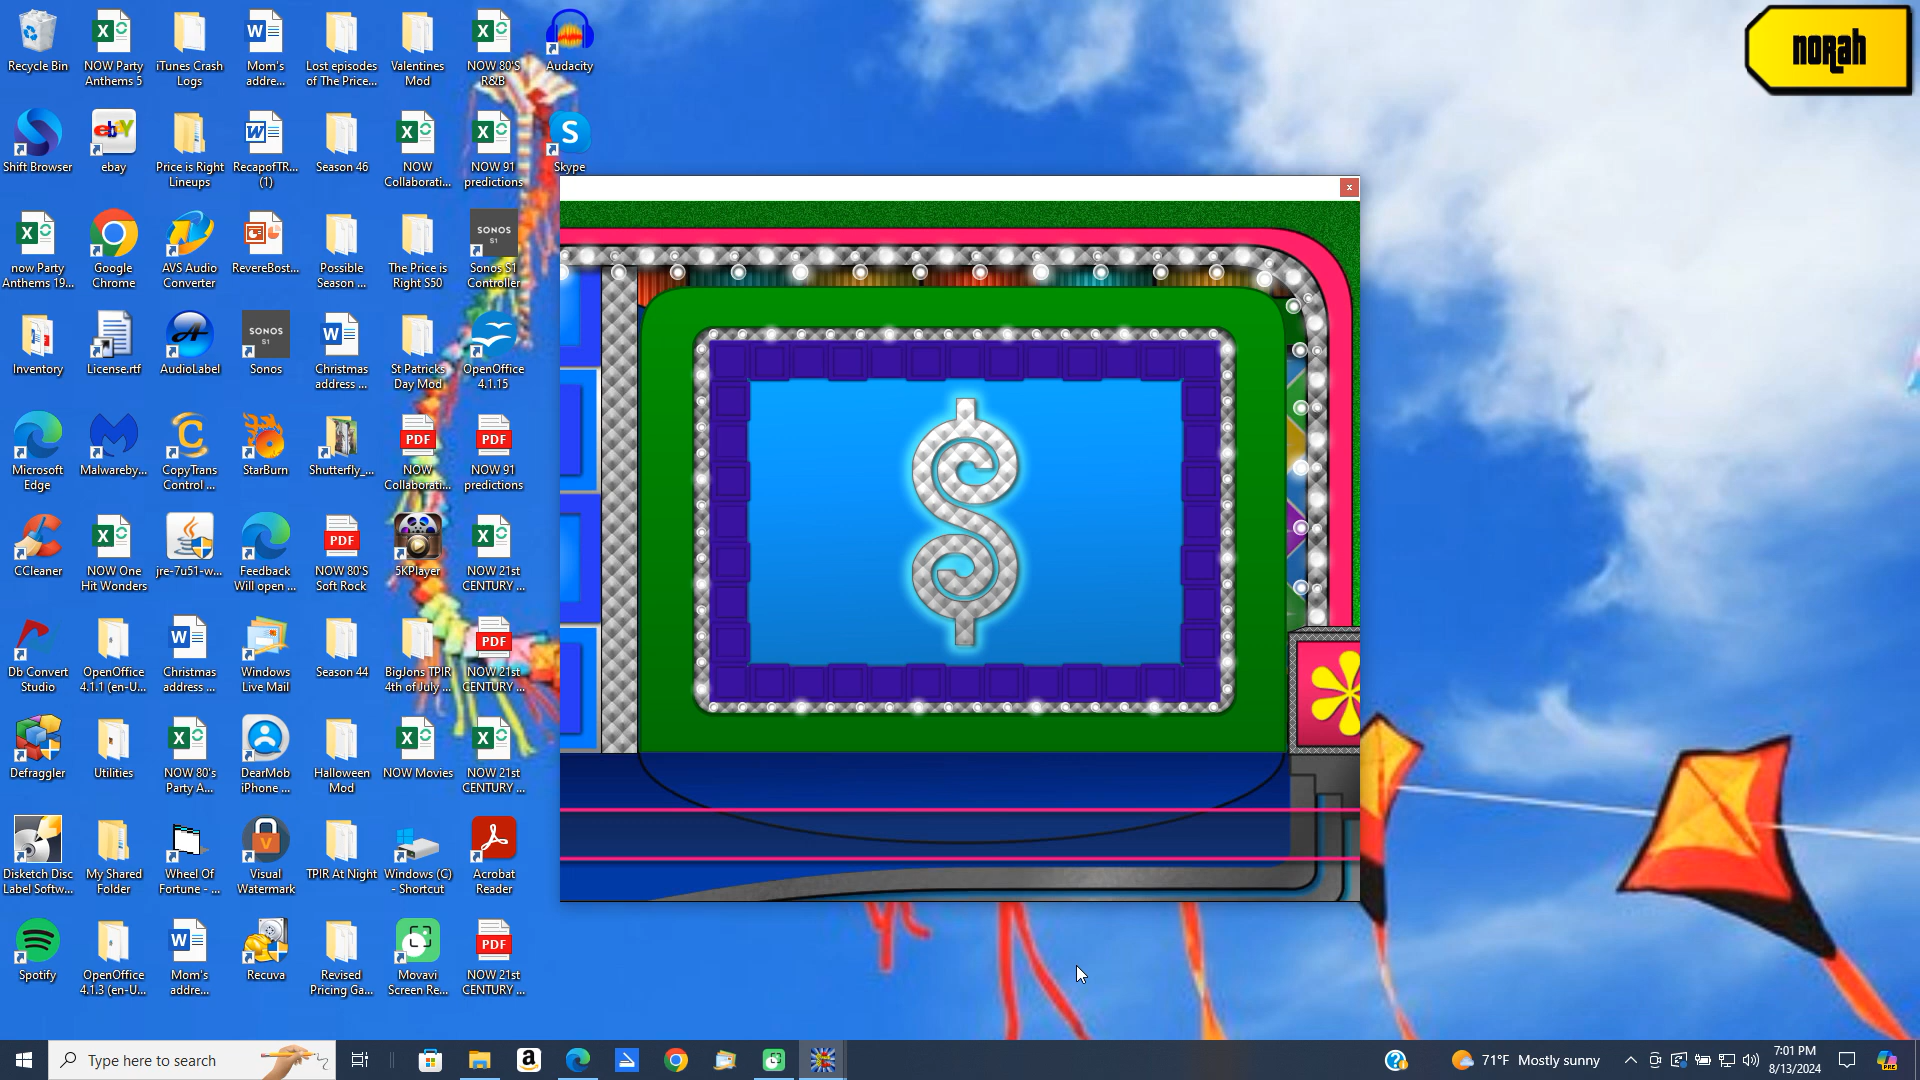 Recycle Bin
NOW Party
Anthems 5
iTunes Crash
Logs
Mom's
addre...
Lost episodes
of The Price...
Valentines
Mod
NOW 80'S
R&B
Audacity
norah
Shift Browser
ebay
ebay
Price is Right
Lineups
RecapofTR...
(1)
Season 46
NOW
Collaborati...
NOW 91
predictions
Skype
now Party
Anthems 19...
Google
Chrome
AVS Audio
Converter
RevereBost...
Possible
Season ...
The Price is
Right S50
SONOS
S1
Sonos S1
Controller
Inventory
License.rtf
AudioLabel
SONOS
S1
Sonos
Christmas
address ...
St Patricks
Day Mod
OpenOffice
4.1.15
Microsoft
Edge
Malwareby...
CopyTrans
Control ...
StarBurn
Shutterfly_...
PDF
NOW
Collaborati...
PDF
NOW 91
predictions
CCleaner
NOW One
Hit Wonders
jre-7u51-w...
Feedback
Will open ...
PDF
NOW 80'S
Soft Rock
5KPlayer
NOW 21st
CENTURY ...
Db Convert
Studio
OpenOffice
4.1.1 (en-U...
Christmas
address ...
Windows
Live Mail
Season 44
BigJons TPIR
4th of July ...
PDF
NOW 21st
CENTURY ...
Defraggler
Utilities
NOW 80's
Party A...
DearMob
iPhone ...
Halloween
Mod
NOW Movies
NOW 21st
CENTURY ...
Disketch Disc
Label Softw...
My Shared
Folder
Wheel Of
Fortune - ...
Visual
Watermark
TPIR At Night
Windows (C)
- Shortcut
Acrobat
Reader
Spotify
OpenOffice
4.1.3 (en-U...
Mom's
addre...
Recuva
Revised
Pricing Ga...
Movavi
Screen Re...
PDF
NOW 21st
CENTURY ...
Type here to search
71°F Mostly sunny
7:01 PM
8/13/2024